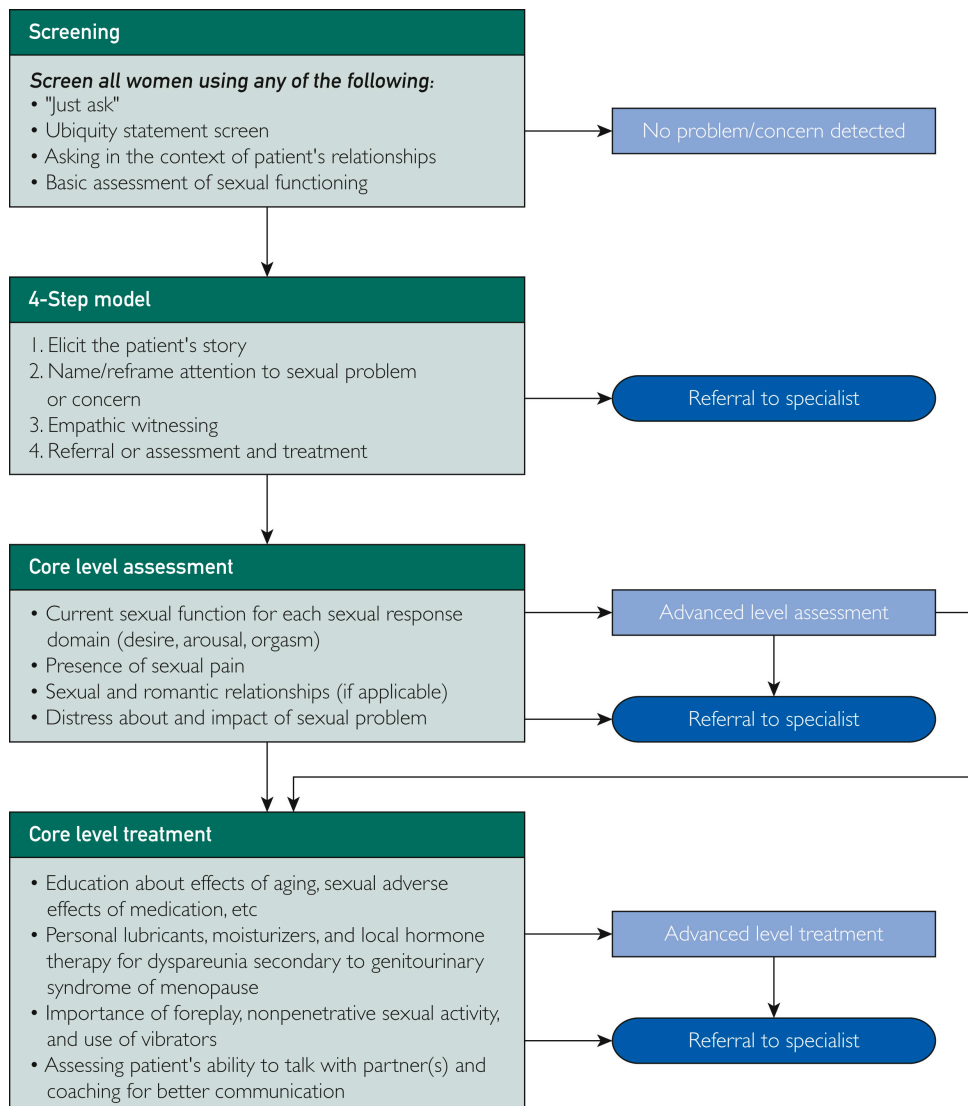 Screening
Screen all women using any of the following:
• "Just ask"
• Ubiquity statement screen
• Asking in the context of patient's relationships
• Basic assessment of sexual functioning
No problem/concern detected
4-Step model
1. Elicit the patient's story
2. Name/reframe attention to sexual problem
or concern
3. Empathic witnessing
4. Referral or assessment and treatment
Referral to specialist
Core level assessment
• Current sexual function for each sexual response
domain (desire, arousal, orgasm)
• Presence of sexual pain
• Sexual and romantic relationships (if applicable)
• Distress about and impact of sexual problem
Advanced level assessment
Referral to specialist
Core level treatment
• Education about effects of aging, sexual adverse
effects of medication, etc
• Personal lubricants, moisturizers, and local hormone
therapy for dyspareunia secondary to genitourinary
syndrome of menopause
• Importance of foreplay, nonpenetrative sexual activity,
and use of vibrators
• Assessing patient's ability to talk with partner(s) and
coaching for better communication
Advanced level treatment
Referral to specialist